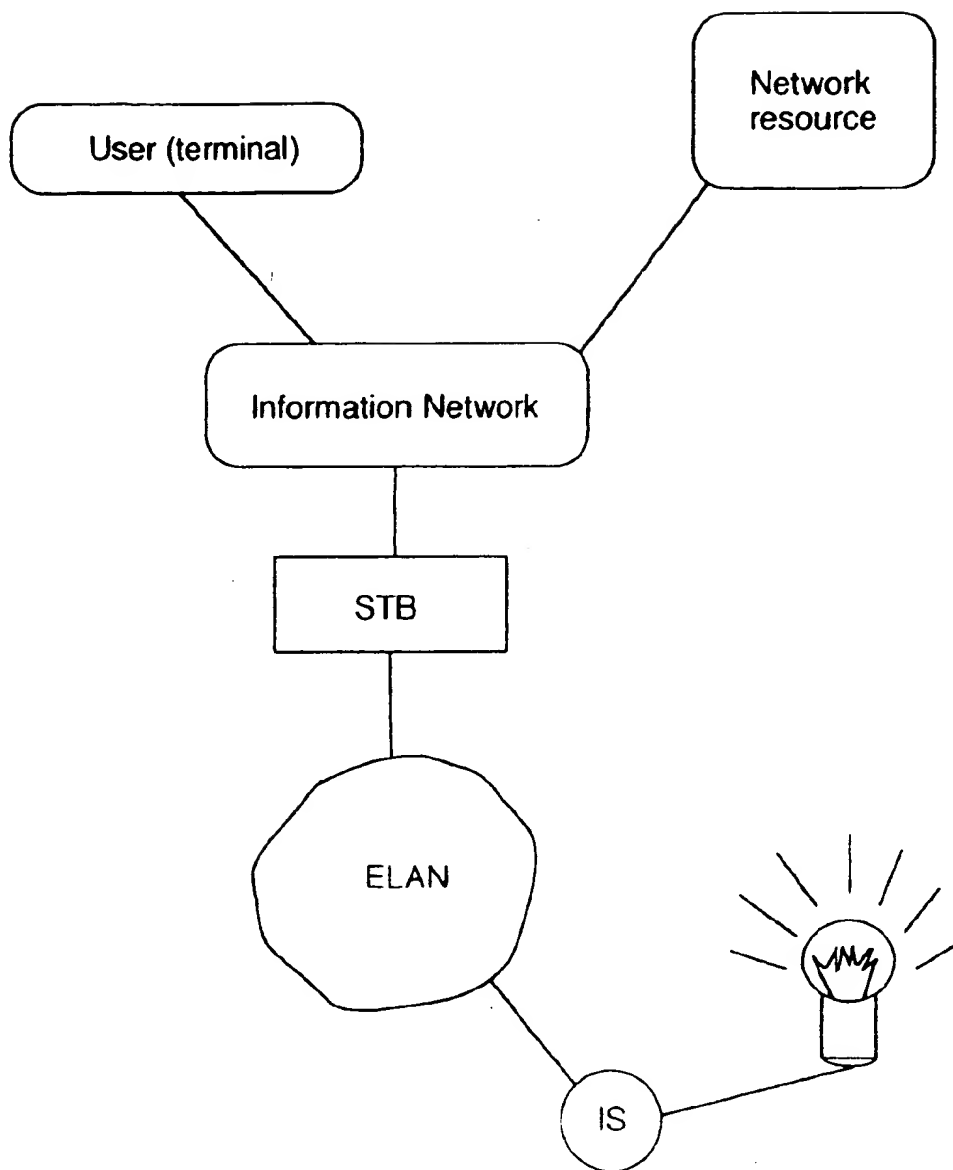 User (terminal)
Network
resource
Information Network
STB
ELAN
IS